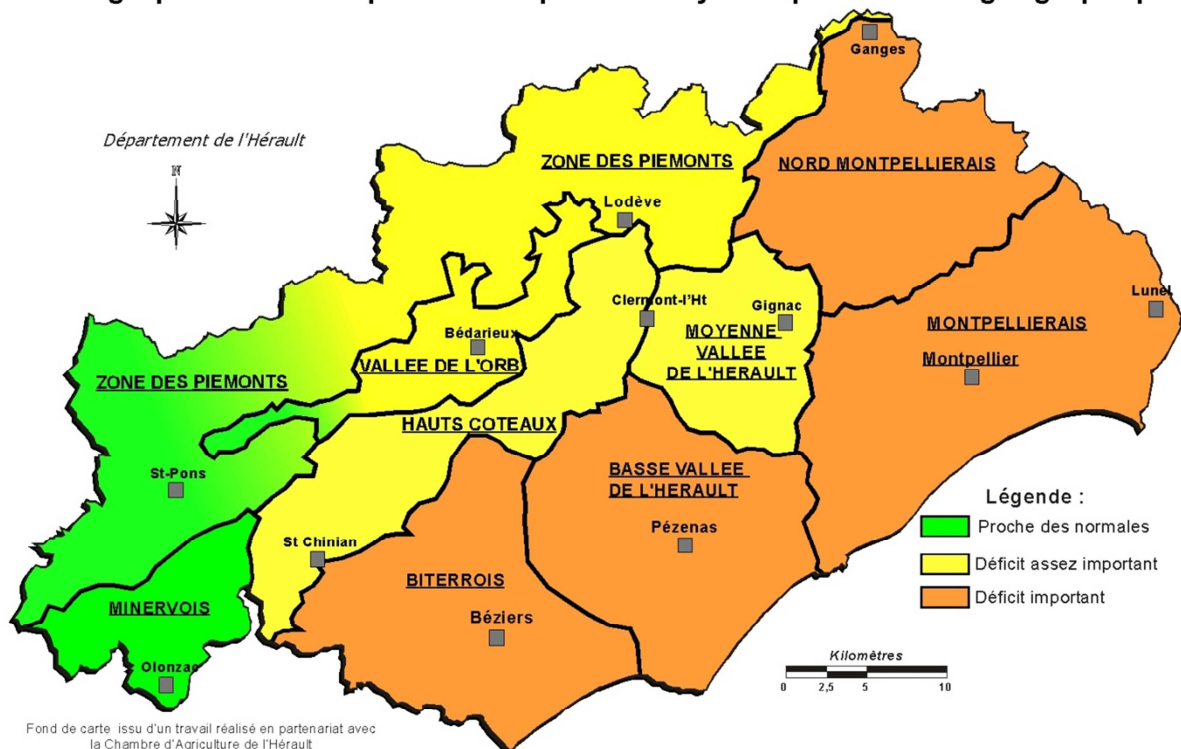 Département de l'Hérault
N
Ganges
ZONE DES PIEMONTS
NORD MONTPELLIERAIS
Lodève
Clermont-l'Ht
Gignac
Lunel
Bédarieux
MOYENNE
VALLEE
DE L'HERAULT
MONTPELLIERAIS
Montpellier
VALLEE DE L'ORB
ZONE DES PIEMONTS
HAUTS COTEAUX
St-Pons
BASSE VALLEE
DE L'HERAULT
Pézenas
St Chinian
BITERROIS
Béziers
MINERVOIS
Olonzac
Légende :
Proche des normales
Déficit assez important
Déficit important
Kilomètres
0 2,5 5 10
Fond de carte issu d'un travail réalisé en partenariat avec
la Chambre d'Agriculture de l'Hérault